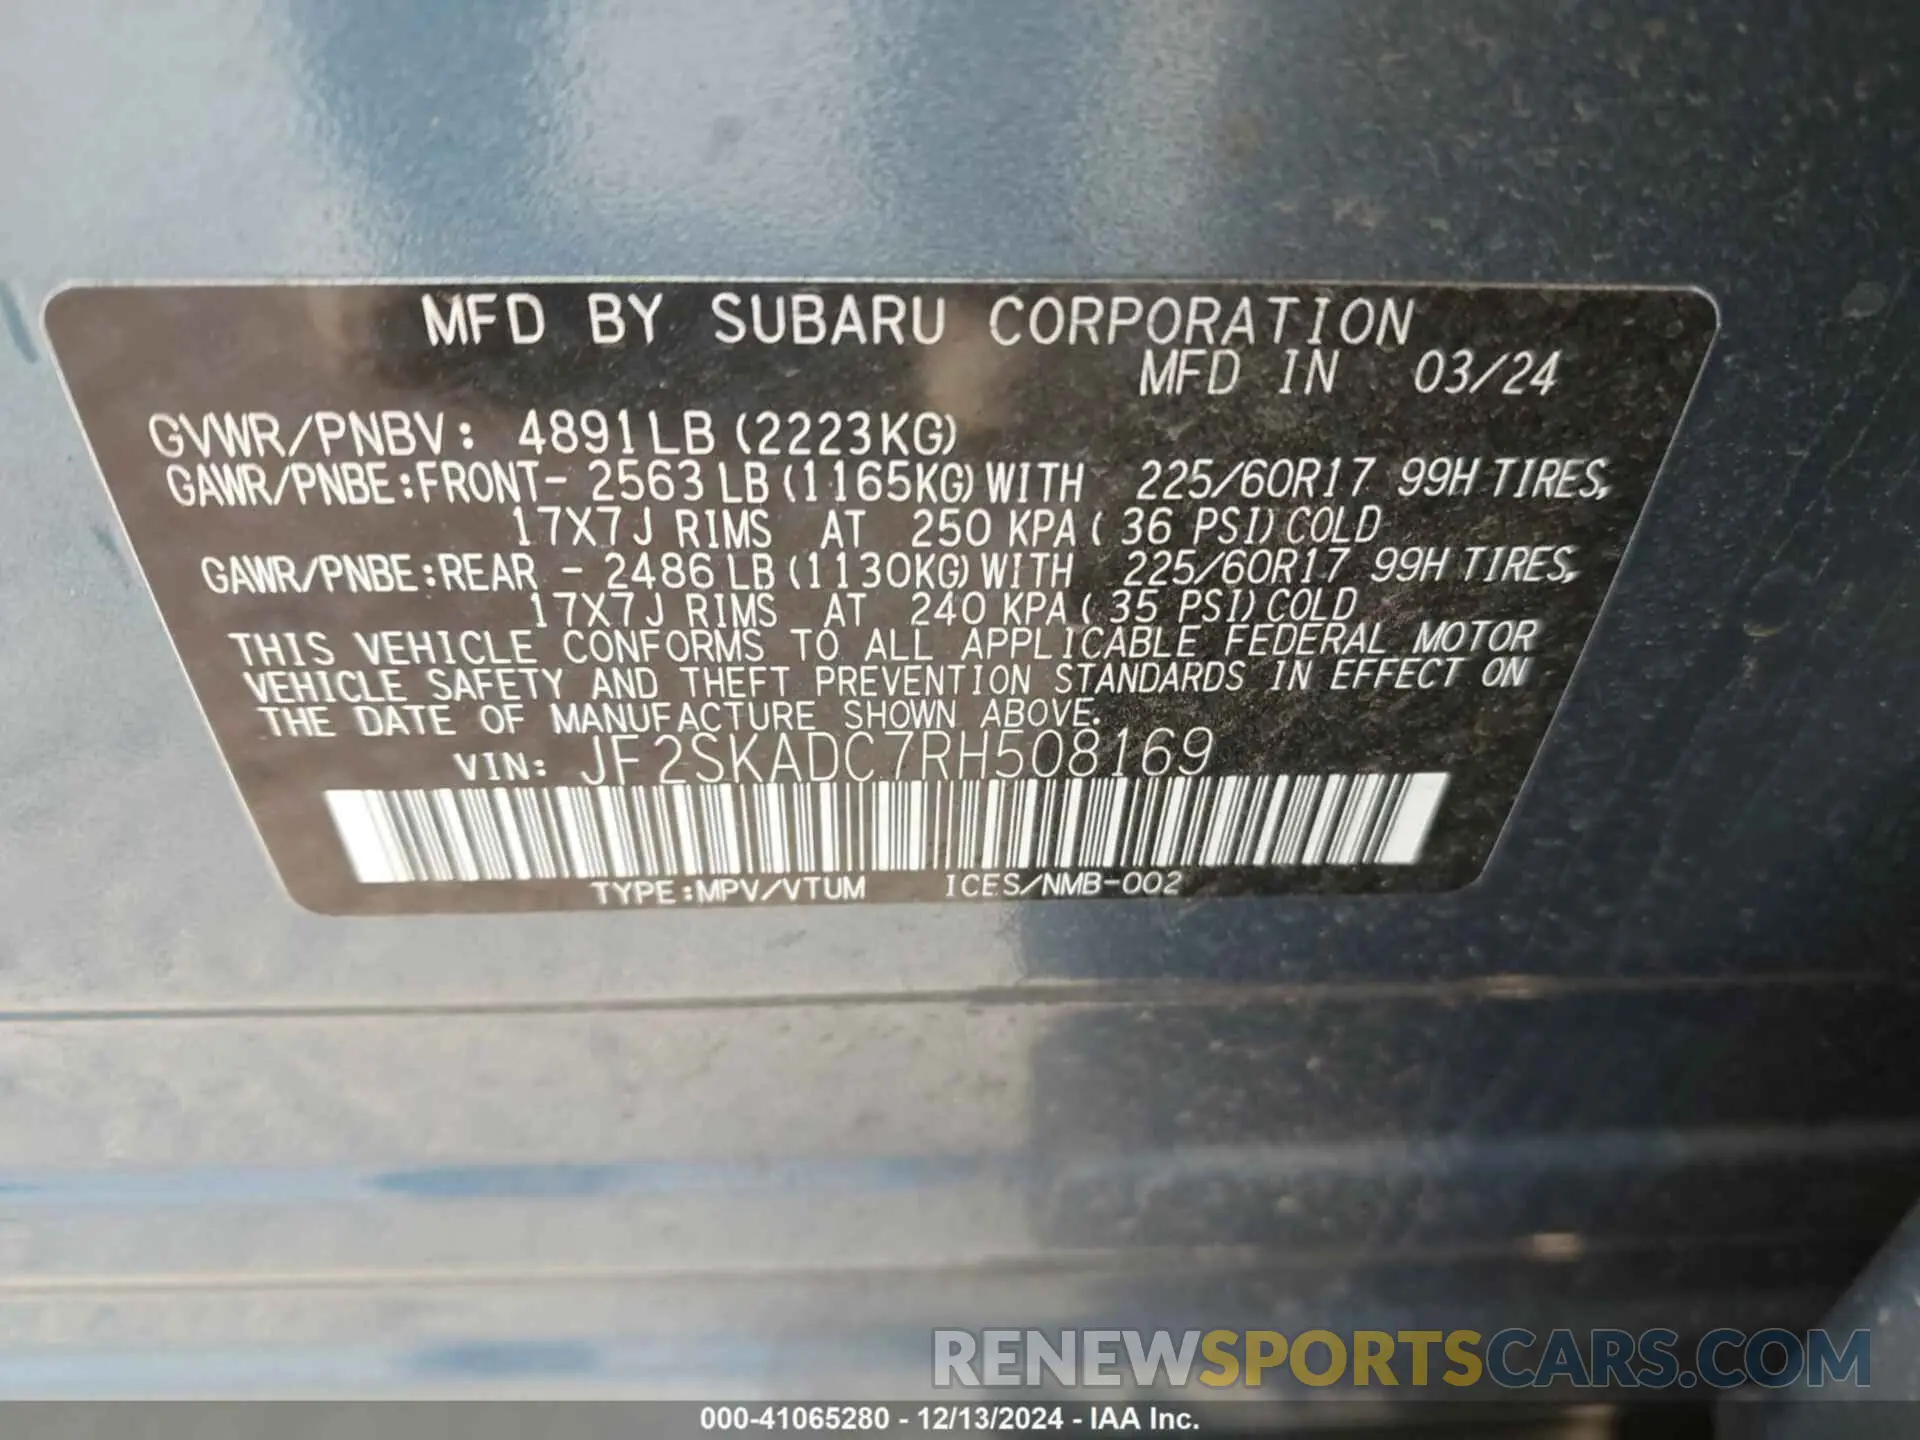 MFD BY SUBARU CORPORATION
MFD IN 03/24
GVWR/PNBV: 4891LB (2223KG)
GAWR/PNBE:FRONT- 2563LB(1165KG)WITH 225/60R17 99H TIRES,
17X7J RIMS AT 250 KPA( 36 PSI)COLD
GAWR/PNBE:REAR - 2486LB(1130KG)WITH 225/60R17 99H TIRES,
17X7J RIMS AT 240 KPA( 35 PSI)COLD
THIS VEHICLE CONFORMS TO ALL APPLICABLE FEDERAL MOTOR
VEHICLE SAFETY AND THEFT PREVENTION STANDARDS IN EFFECT ON
THE DATE OF MANUFACTURE SHOWN ABOVE.
VIN: JF2SKADC7RH508169
TYPE:MPV/VTUM ICES/NMB-002
RENEWSPORTSCARS.COM
000-41065280 - 12/13/2024 - IAA Inc.